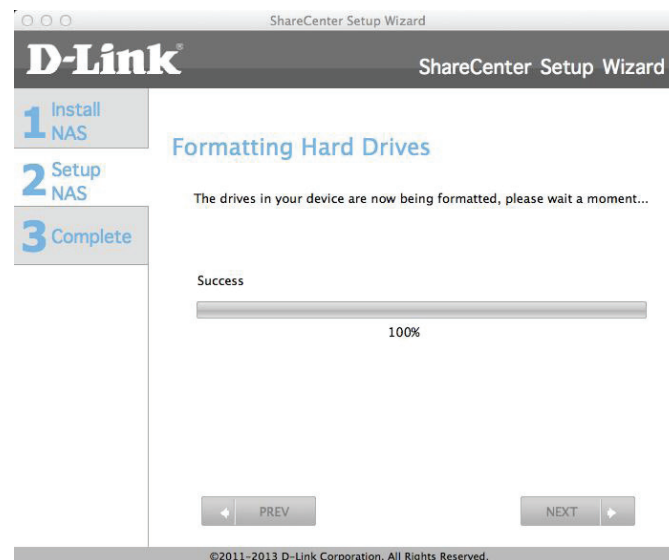 ShareCenter Setup Wizard
D-Link®
ShareCenter Setup Wizard
1 Install
NAS
2 Setup
NAS
3 Complete
Formatting Hard Drives
The drives in your device are now being formatted, please wait a moment...
Success
100%
PREV
NEXT
©2011-2013 D-Link Corporation. All Rights Reserved.